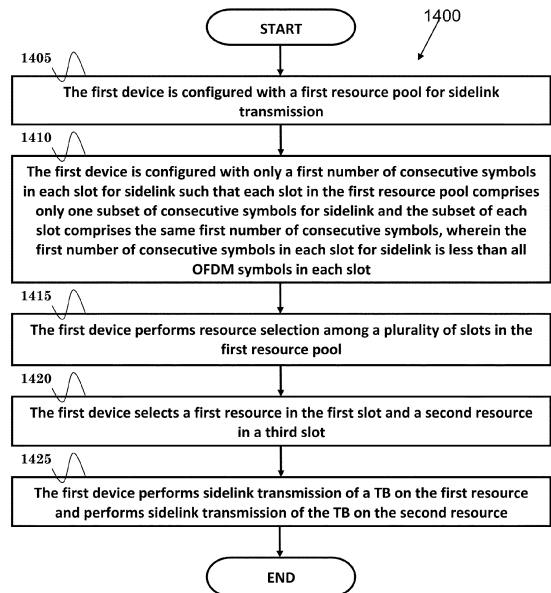 START
1400
1405
The first device is configured with a first resource pool for sidelink
transmission
1410
The first device is configured with only a first number of consecutive symbols
in each slot for sidelink such that each slot in the first resource pool comprises
only one subset of consecutive symbols for sidelink and the subset of each
slot comprises the same first number of consecutive symbols, wherein the
first number of consecutive symbols in each slot for sidelink is less than all
OFDM symbols in each slot
1415
The first device performs resource selection among a plurality of slots in the
first resource pool
1420
The first device selects a first resource in the first slot and a second resource
in a third slot
1425
The first device performs sidelink transmission of a TB on the first resource
and performs sidelink transmission of the TB on the second resource
END